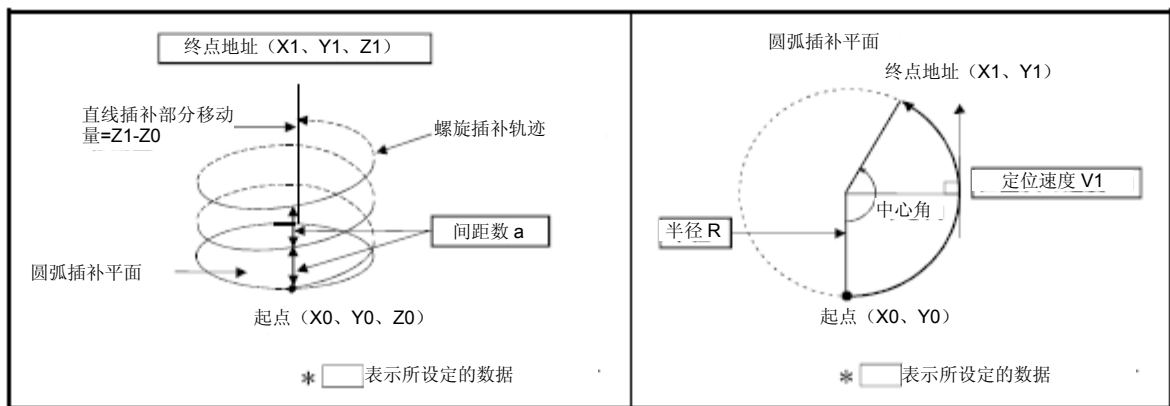 终点地址（X1、Y1、Z1）
直线插补部分移动
量=Z1-Z0
螺旋插补轨迹
间距数 a
圆弧插补平面
起点（X0、Y0、Z0）
* 表示所设定的数据
圆弧插补平面
终点地址（X1、Y1）
定位速度 V1
中心角
半径 R
起点（X0、Y0）
* 表示所设定的数据